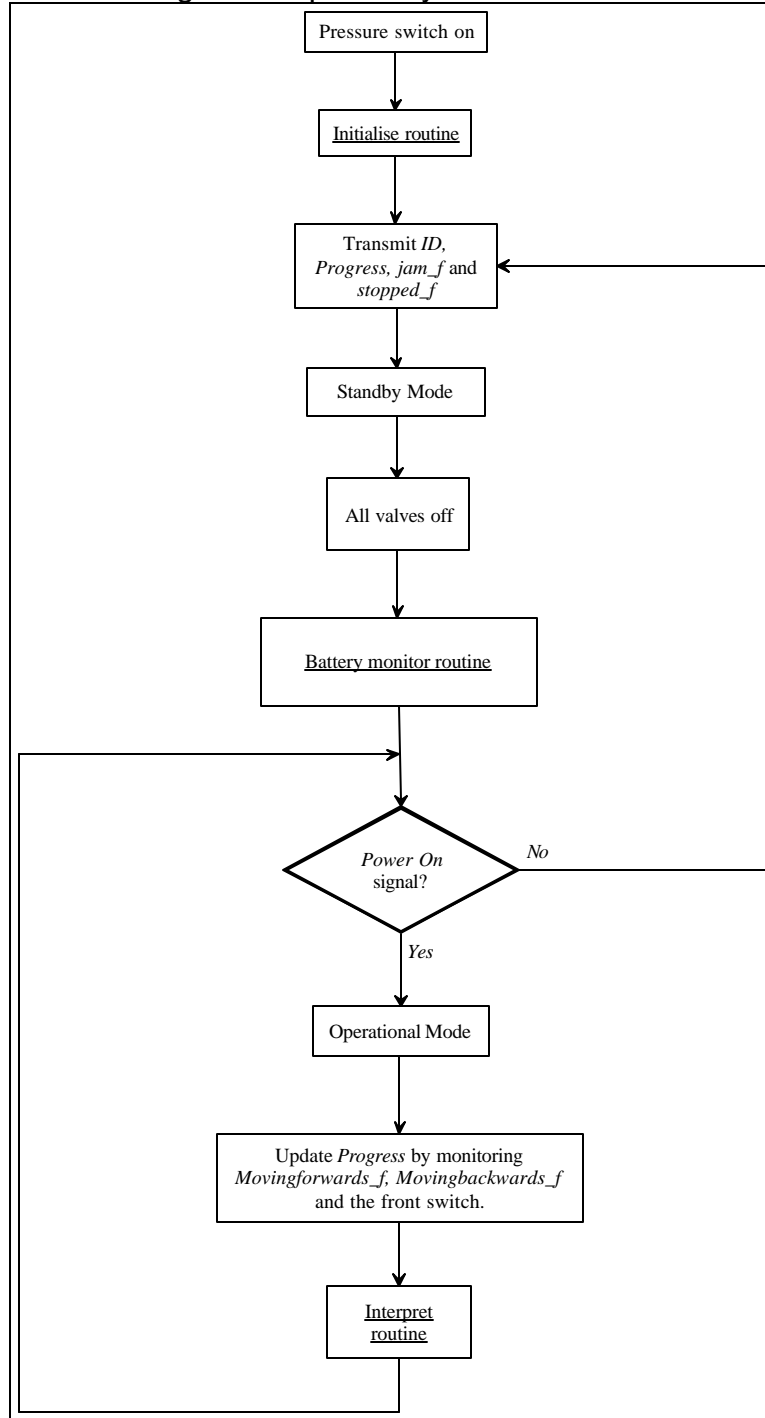 Pressure switch on
Initialise routine
Transmit ID,
Progress, jam_f and
stopped_f
Standby Mode
All valves off
Battery monitor routine
Power On
signal?
No
Yes
Operational Mode
Update Progress by monitoring
Movingforwards_f, Movingbackwards_f
and the front switch.
Interpret
routine